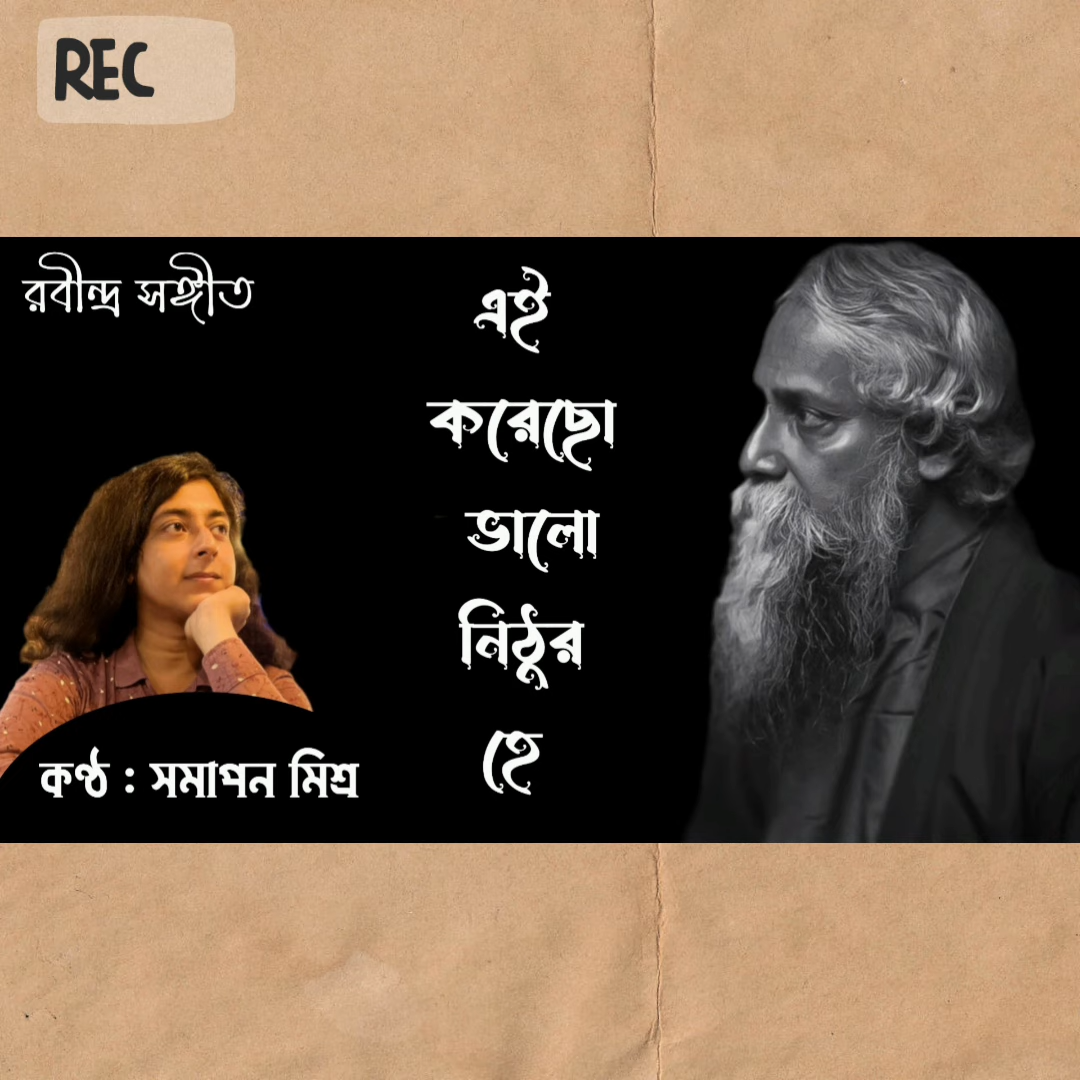 REC
রবীন্দ্র সঙ্গীত
এই
করেছো
ভালো
নিঠুর
হে
কণ্ঠ : সমাপন মিশ্র